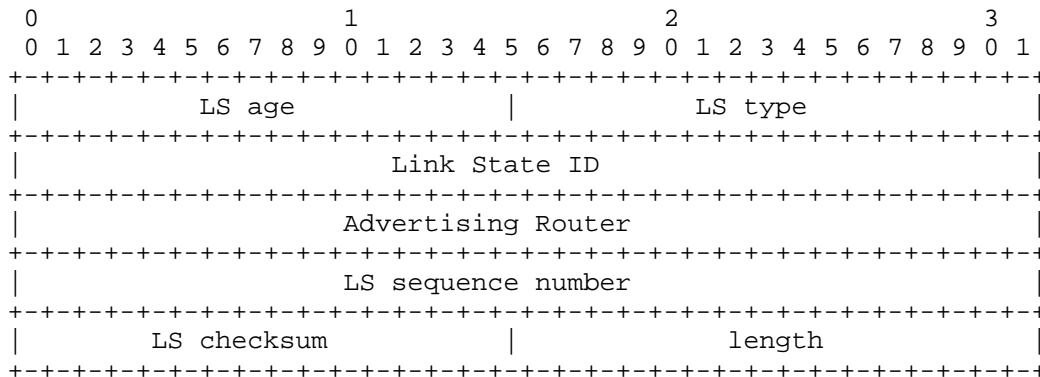 0                   1                   2                   3
 0 1 2 3 4 5 6 7 8 9 0 1 2 3 4 5 6 7 8 9 0 1 2 3 4 5 6 7 8 9 0 1
+-+-+-+-+-+-+-+-+-+-+-+-+-+-+-+-+-+-+-+-+-+-+-+-+-+-+-+-+-+-+-+-+
|           LS age             |           LS type              |
+-+-+-+-+-+-+-+-+-+-+-+-+-+-+-+-+-+-+-+-+-+-+-+-+-+-+-+-+-+-+-+-+
|                       Link State ID                           |
+-+-+-+-+-+-+-+-+-+-+-+-+-+-+-+-+-+-+-+-+-+-+-+-+-+-+-+-+-+-+-+-+
|                    Advertising Router                         |
+-+-+-+-+-+-+-+-+-+-+-+-+-+-+-+-+-+-+-+-+-+-+-+-+-+-+-+-+-+-+-+-+
|                    LS sequence number                         |
+-+-+-+-+-+-+-+-+-+-+-+-+-+-+-+-+-+-+-+-+-+-+-+-+-+-+-+-+-+-+-+-+
|        LS checksum           |             length             |
+-+-+-+-+-+-+-+-+-+-+-+-+-+-+-+-+-+-+-+-+-+-+-+-+-+-+-+-+-+-+-+-+